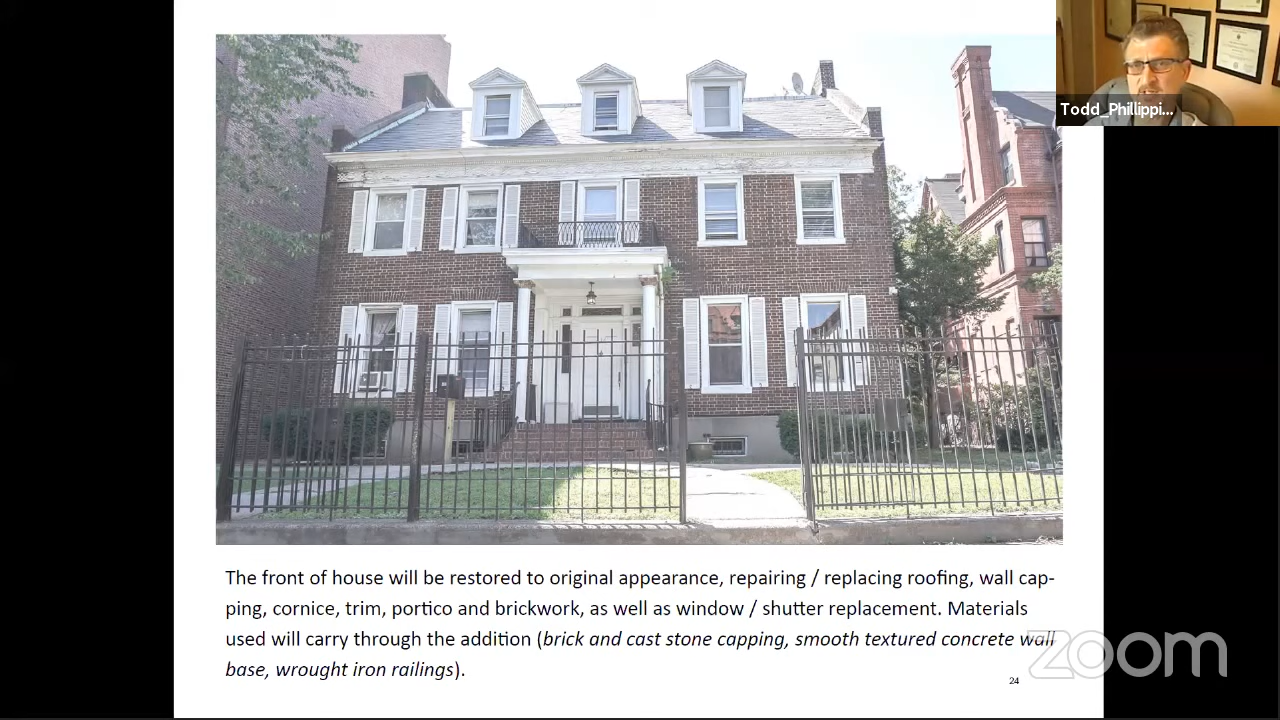 Todd_Phillippi...
The front of house will be restored to original appearance, repairing / replacing roofing, wall cap-
ping, cornice, trim, portico and brickwork, as well as window / shutter replacement. Materials
used will carry through the addition (brick and cast stone capping, smooth textured concrete wall
base, wrought iron railings).
zoom
24